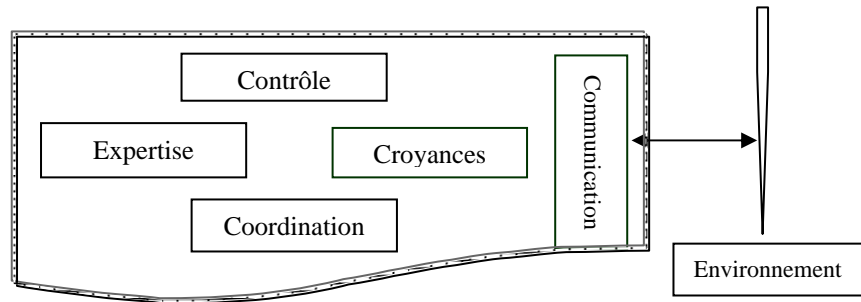 Contrôle
Communication
Expertise
Croyances
Coordination
Environnement